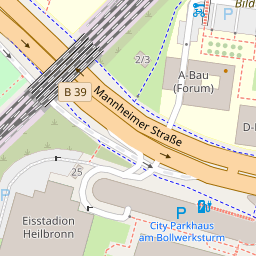 Bild
2/3
A-Bau
(Forum)
B 39
Mannheimer Straße
D-
25
P
P
Eisstadion
Heilbronn
City Parkhaus
am Bollwerksturm